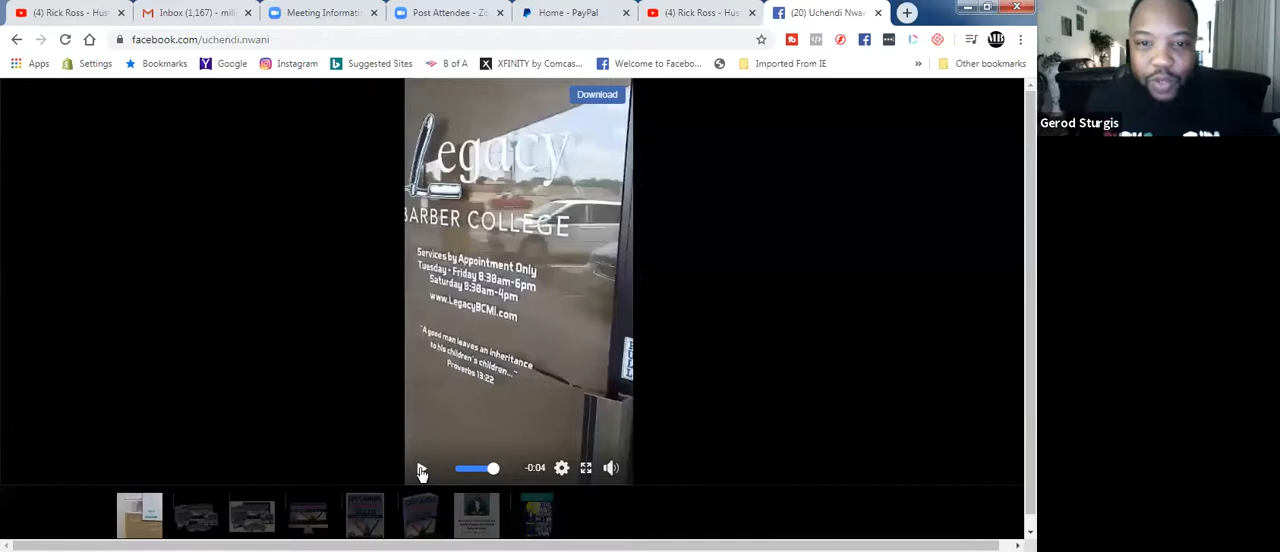 (4) Rick Ross - Hus
Inbox (1,167) - mill
Post Attendee - Zo
Home - PayPal
(4) Rick Ross - Hus
(20) Uchendi Nwan
facebook.com/uchendi.nwani
Apps
Settings
Bookmarks
Google
Instagram
Suggested Sites
B of A
XFINITY by Comcas...
Welcome to Facebo...
Imported From IE
»
Other bookmarks
Download
Legacy
BARBER COLLEGE
Services by Appointment Only
Tuesday - Friday 8:30am-6pm
Saturday 8:30am-4pm
www.LegacyBCMI.com
"A good man leaves an inheritance
to his children's children..."
Proverbs 13:22
PULL
-0:04
Gerod Sturgis